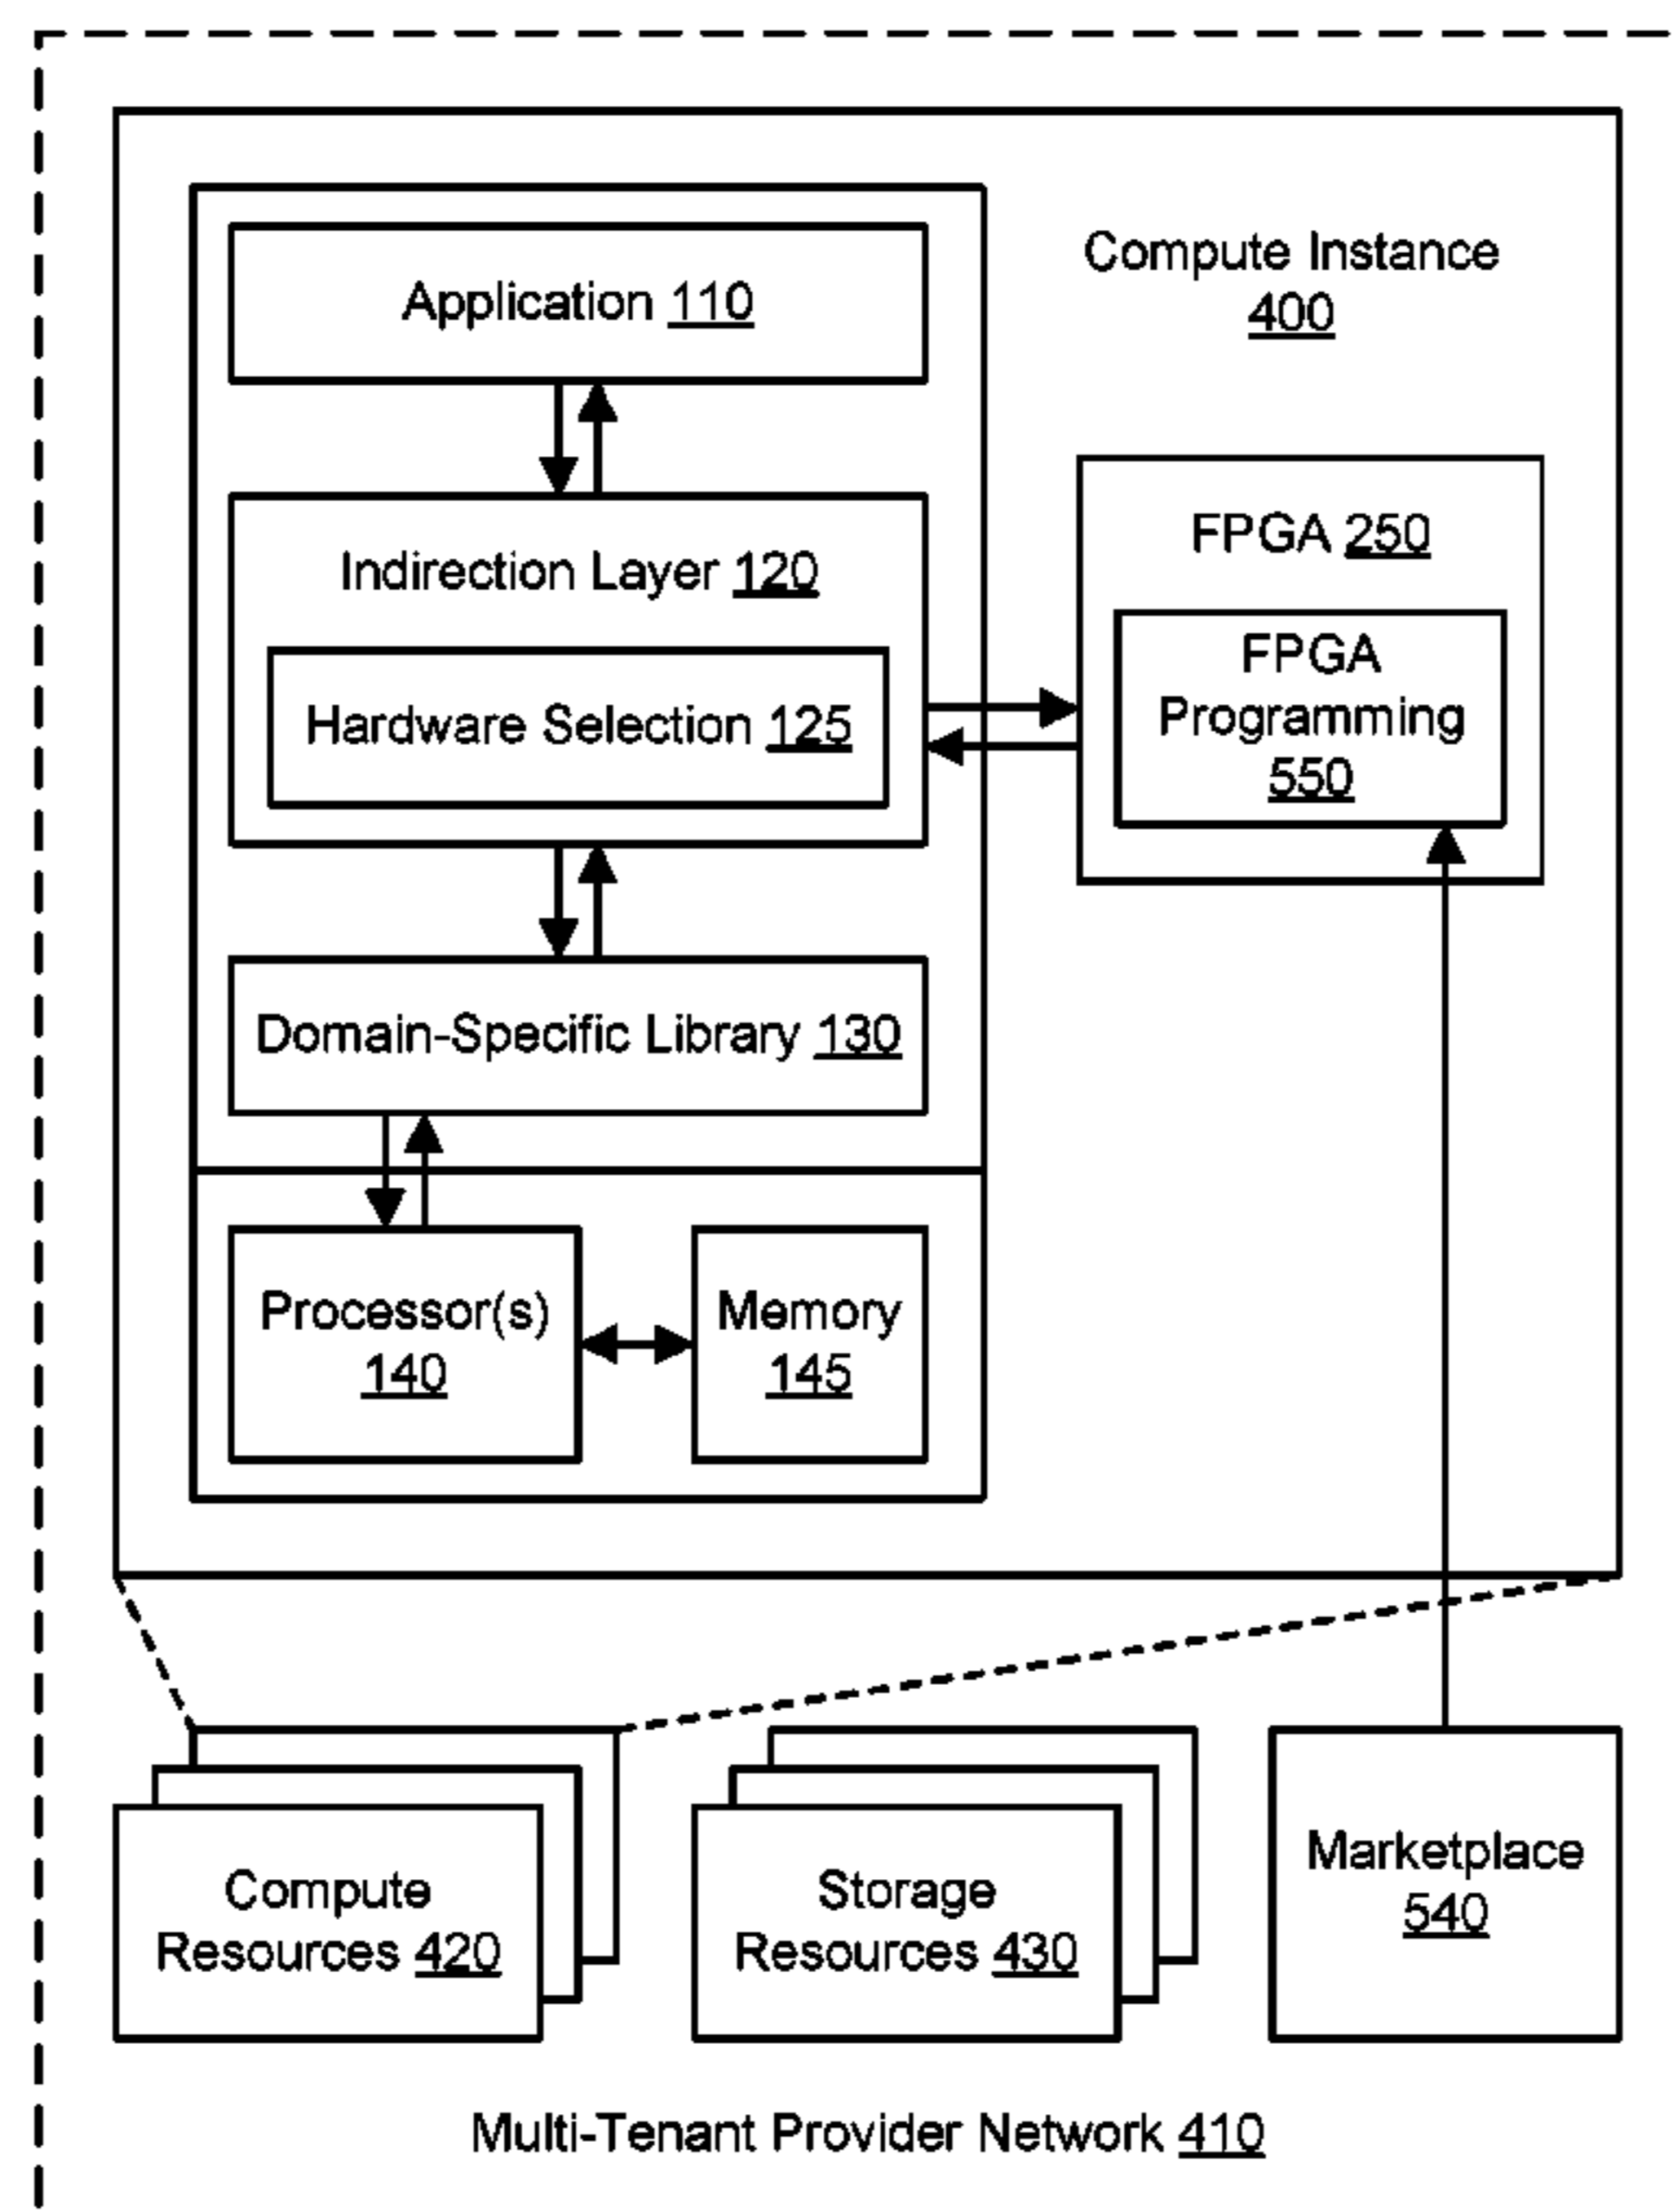 Application 110
Compute Instance
400
Indirection Layer 120
Hardware Selection 125
FPGA 250
FPGA
Programming
550
Domain-Specific Library 130
Processor(s)
140
Memory
145
Compute
Resources 420
Storage
Resources 430
Marketplace
540
Multi-Tenant Provider Network 410